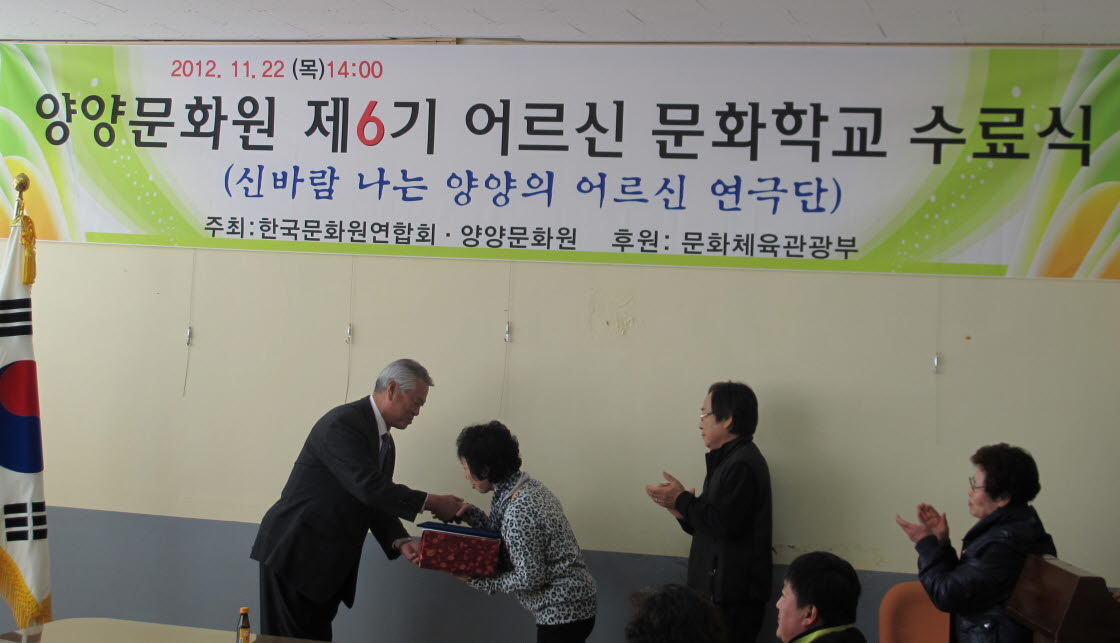 2012. 11. 22 (목)14:00
양양문화원 제6기 어르신 문화학교 수료식
(신바람 나는 양양의 어르신 연극단)
주최:한국문화원연합회 · 양양문화원 후원: 문화체육관광부